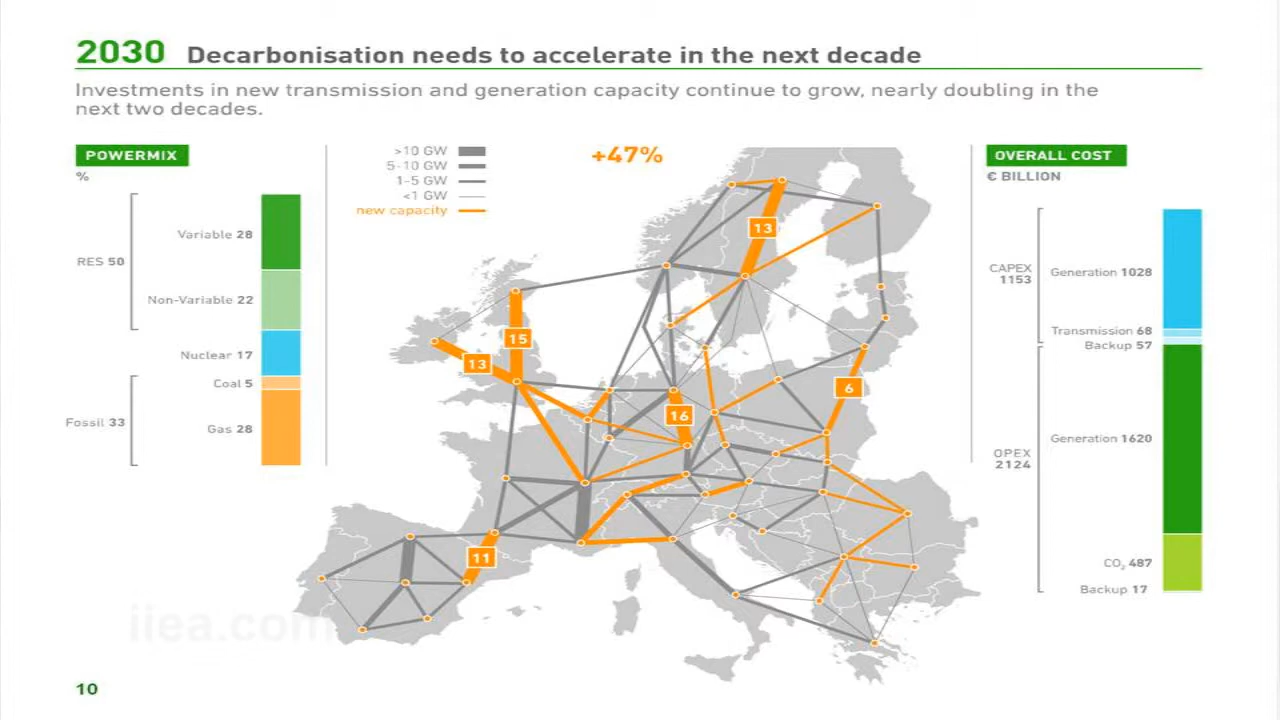 2030 Decarbonisation needs to accelerate in the next decade
Investments in new transmission and generation capacity continue to grow, nearly doubling in the
next two decades.
POWERMIX
%
RES 50
Variable 28
Non-Variable 22
Nuclear 17
Fossil 33
Coal 5
Gas 28
>10 GW
5-10 GW
1-5 GW
<1 GW
new capacity
+47%
13
15
13
6
16
11
OVERALL COST
€ BILLION
CAPEX
1153
Generation 1028
Transmission 68
Backup 57
OPEX
2124
Generation 1620
CO₂ 487
Backup 17
iiea.com
10